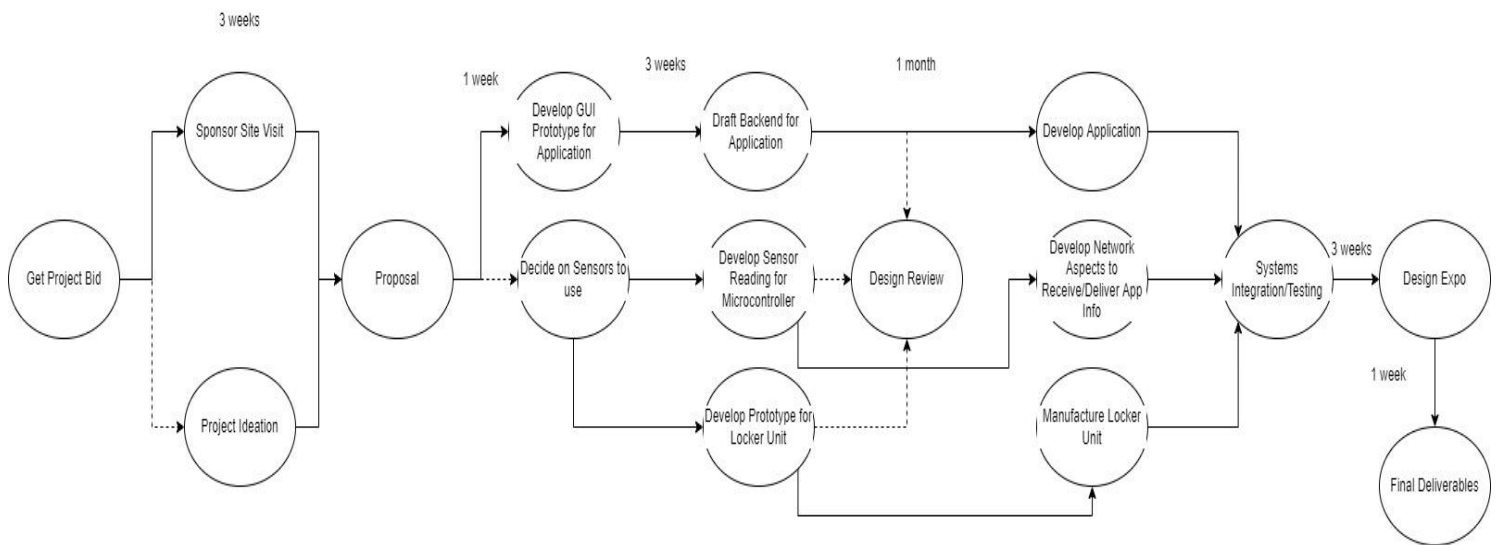 3 weeks
1 week
3 weeks
1 month
Sponsor Site Visit
Develop GUI
Prototype for
Application
Draft Backend for
Application
Develop Application
Get Project Bid
Proposal
Decide on Sensors to
use
Develop Sensor
Reading for
Microcontroller
Design Review
Develop Network
Aspects to
Receive/Deliver App
Info
Systems
Integration/Testing
3 weeks
Design Expo
Project Ideation
Develop Prototype for
Locker Unit
Manufacture Locker
Unit
1 week
Final Deliverables